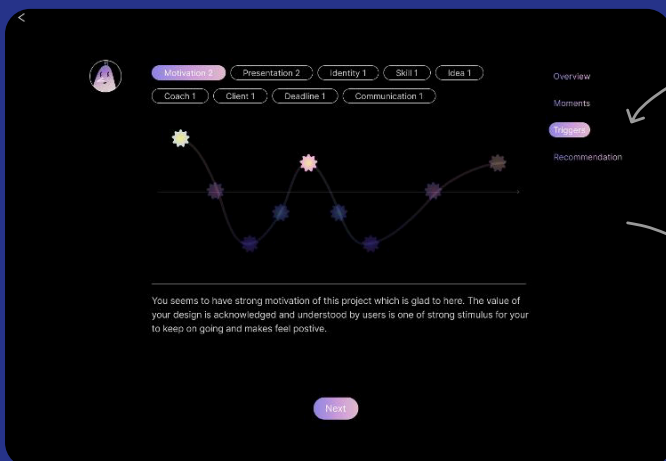 Motivation 2 Presentation 2 Identity 1 Skill 1 Idea 1
Coach 1 Client 1 Deadline 1 Communication 1
Overview
Moments
Triggers
Recommendation
You seems to have strong motivation of this project which is glad to here. The value of
your design is acknowledged and understood by users is one of strong stimulus for your
to keep on going and makes feel postive.
Next